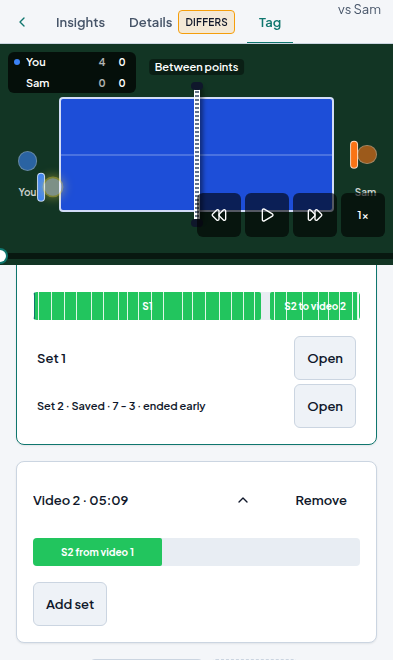 vs Sam
Insights Details DIFFERS Tag
You 4 0
Sam 0 0
Between points
You
Sam
1×
S1 S2 to video 2
Set 1 Open
Set 2 · Saved · 7 – 3 · ended early Open
Video 2 · 05:09 Remove
S2 from video 1
Add set